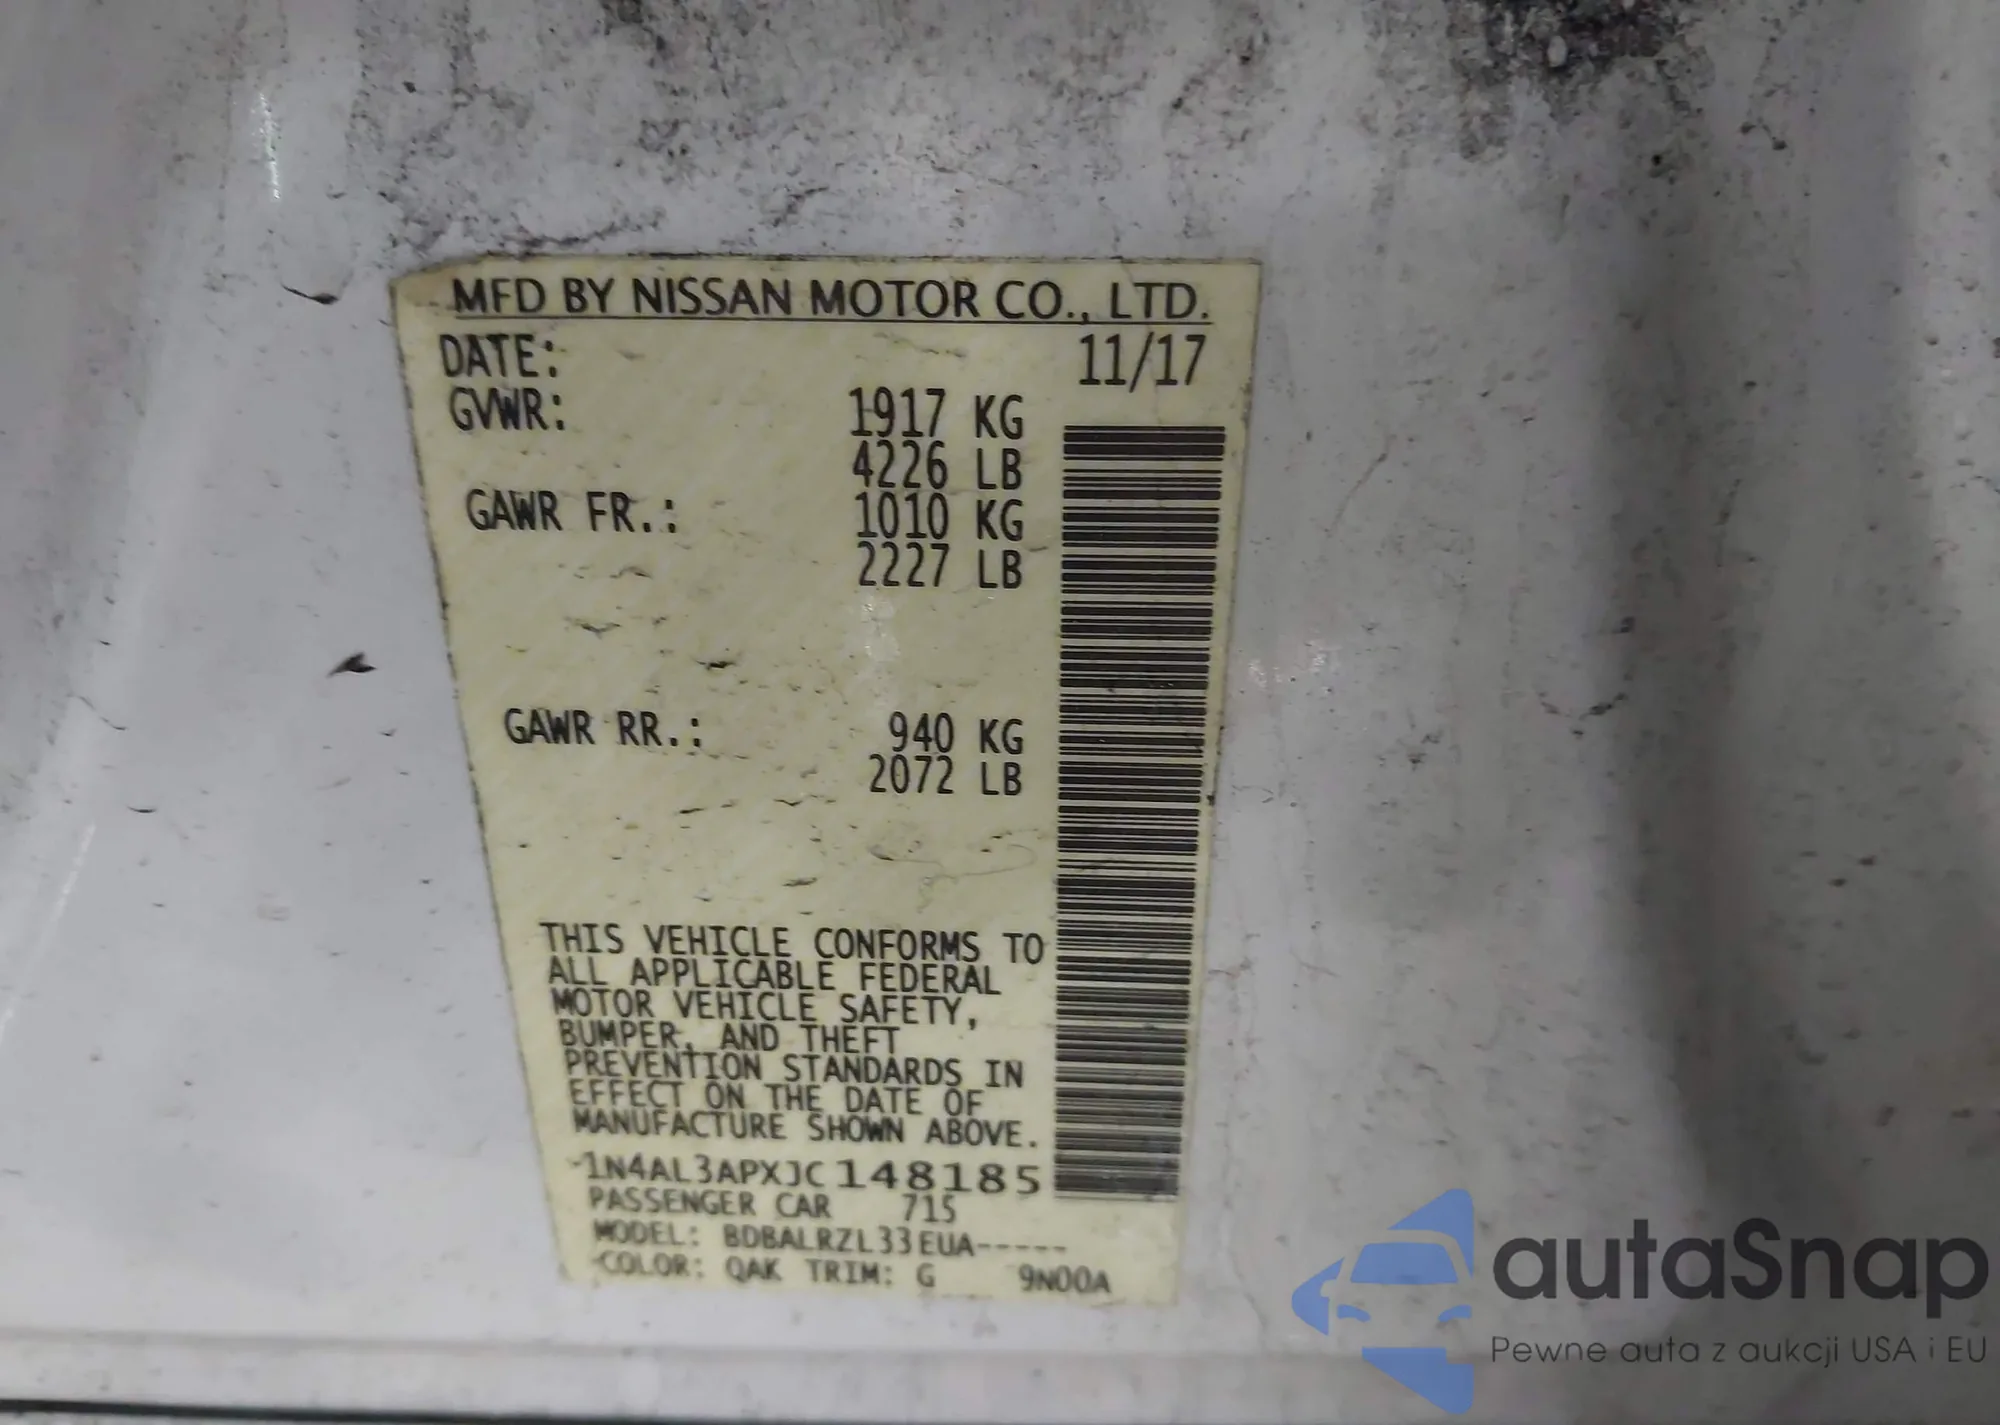 MFD BY NISSAN MOTOR CO., LTD.
DATE: 11/17
GVWR: 1917 KG
4226 LB
GAWR FR.: 1010 KG
2227 LB
GAWR RR.: 940 KG
2072 LB
THIS VEHICLE CONFORMS TO
ALL APPLICABLE FEDERAL
MOTOR VEHICLE SAFETY,
BUMPER, AND THEFT
PREVENTION STANDARDS IN
EFFECT ON THE DATE OF
MANUFACTURE SHOWN ABOVE.
1N4AL3APXJC148185
PASSENGER CAR 715
MODEL: BDBALRZL33EUA-----
COLOR: QAK TRIM: G 9N00A
autaSnap
Pewne auta z aukcji USA i EU